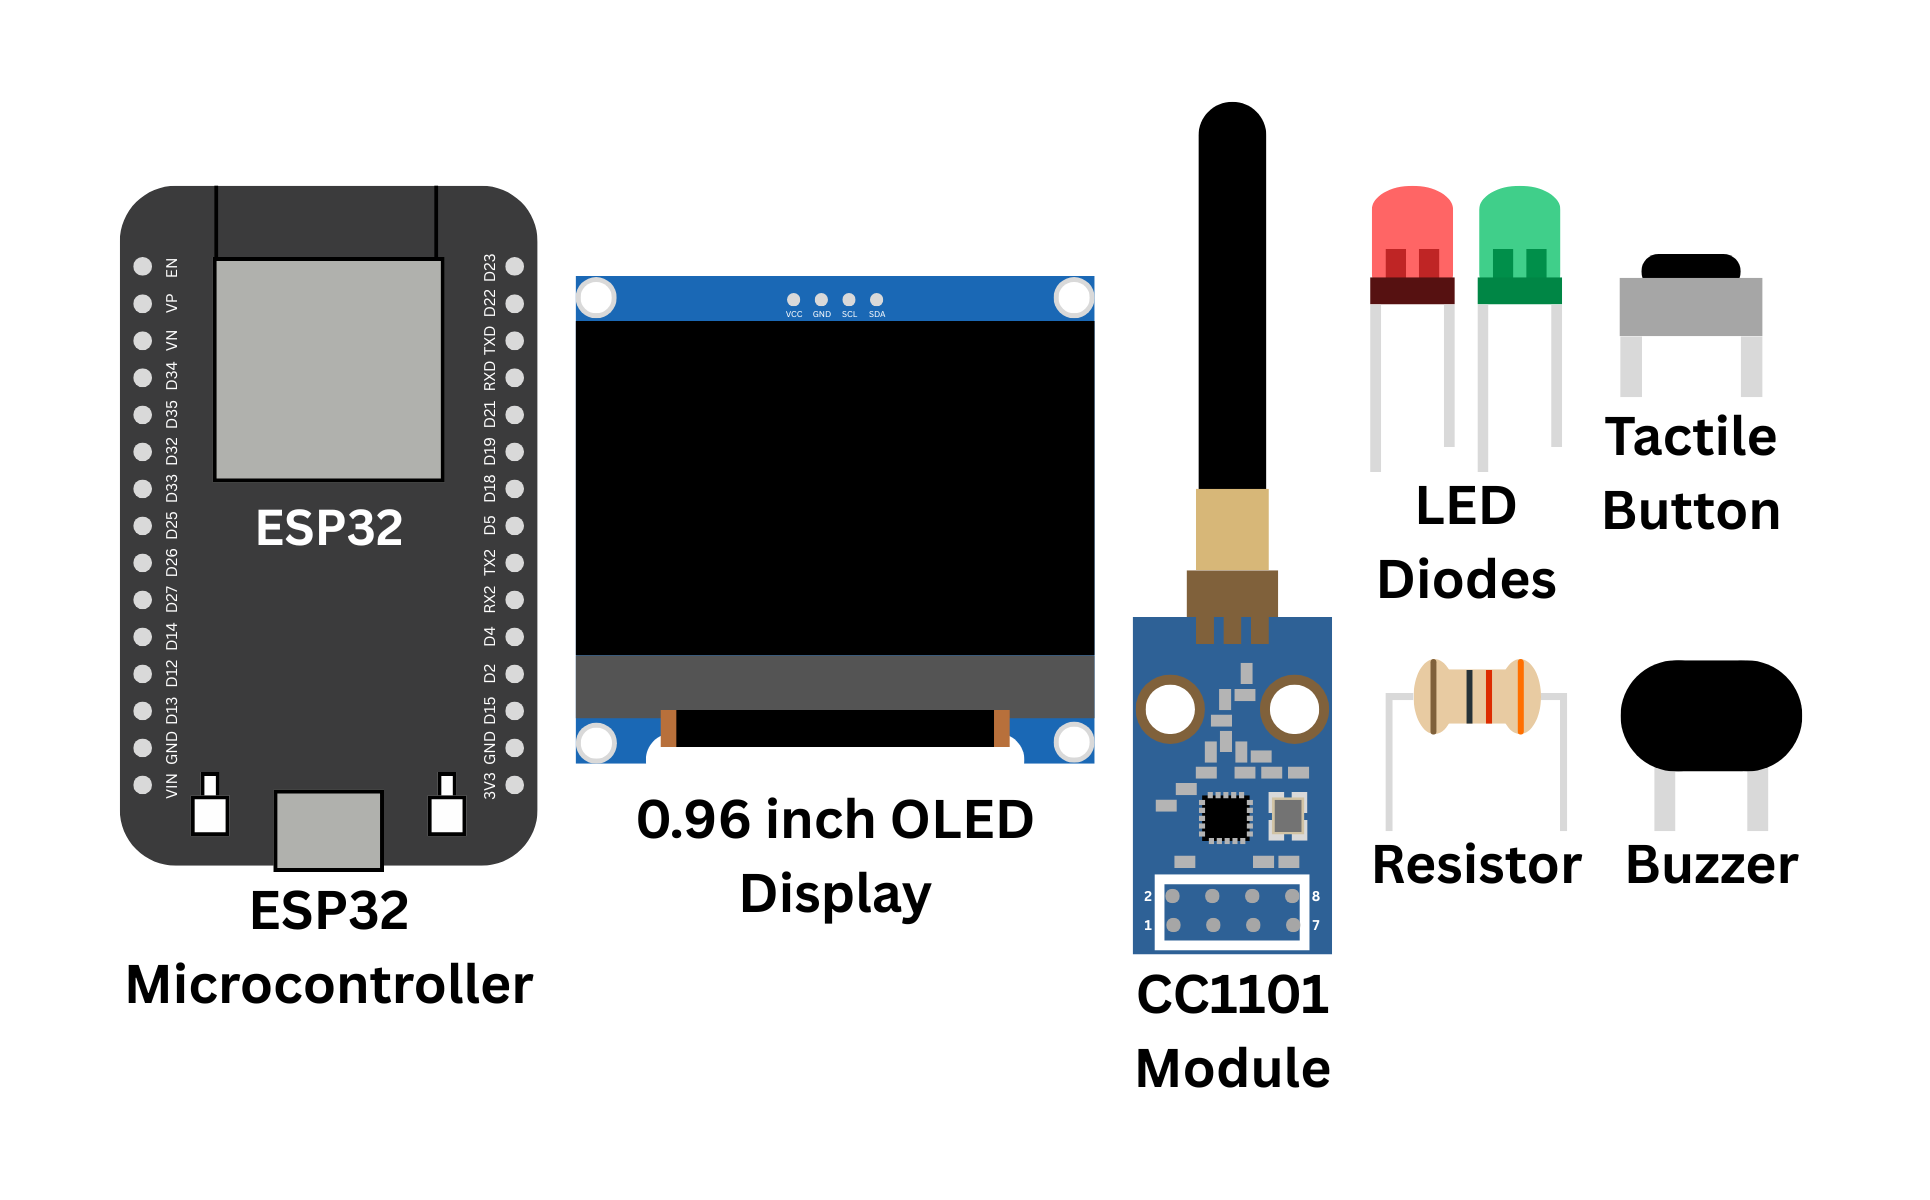 EN
VP
VN
D34
D35
D32
D33
D25
D26
D27
D14
D12
D13
GND
VIN
D23
D22
TXD
RXD
D21
D19
D18
D5
TX2
RX2
D4
D2
D15
GND
3V3
ESP32
ESP32
Microcontroller
VCC GND SCL SDA
0.96 inch OLED
Display
2 8
1 7
CC1101
Module
LED
Diodes
Tactile
Button
Resistor
Buzzer